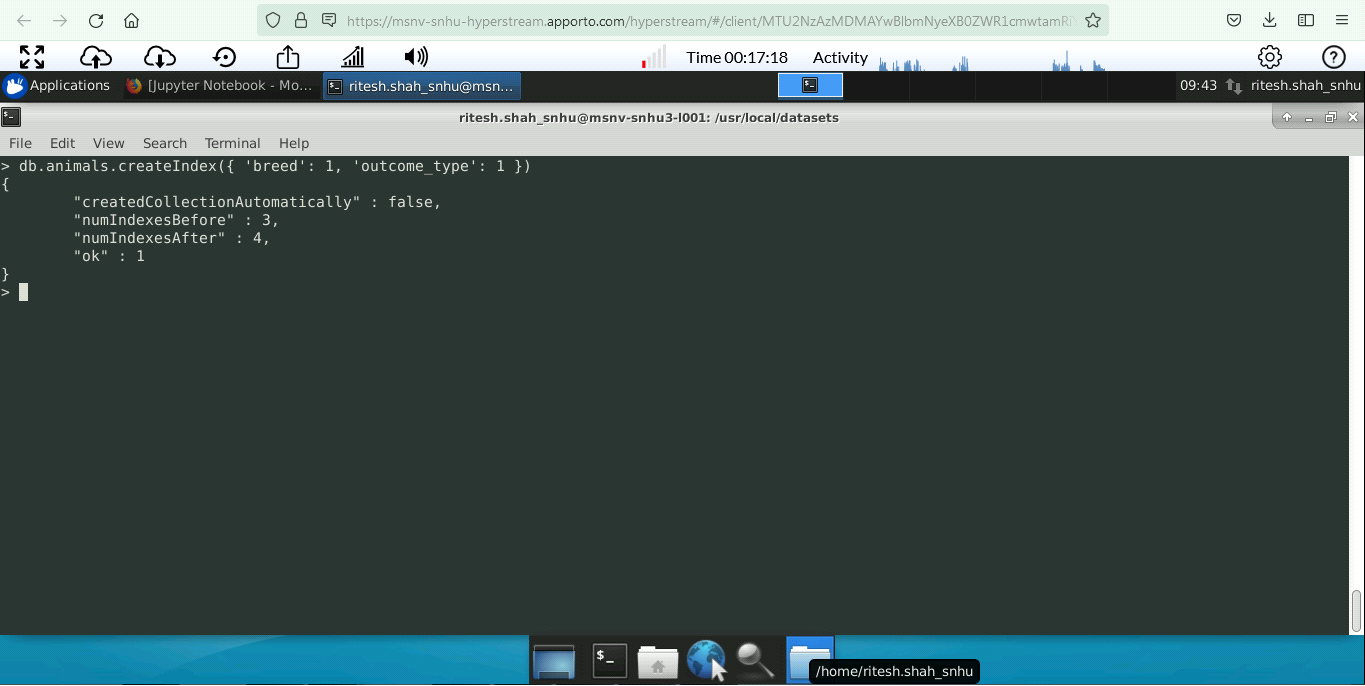 https://msnv-snhu-hyperstream.apporto.com/hyperstream/#/client/
Time 00:17:18 Activity
Applications [Jupyter Notebook - Mo... ritesh.shah_snhu@msn... 09:43 ritesh.shah_snhu
ritesh.shah_snhu@msnv-snhu3-l001: /usr/local/datasets
File Edit View Search Terminal Help
> db.animals.createIndex({ 'breed': 1, 'outcome_type': 1 })
{
"createdCollectionAutomatically" : false,
"numIndexesBefore" : 3,
"numIndexesAfter" : 4,
"ok" : 1
}
>
$_
/home/ritesh.shah_snhu